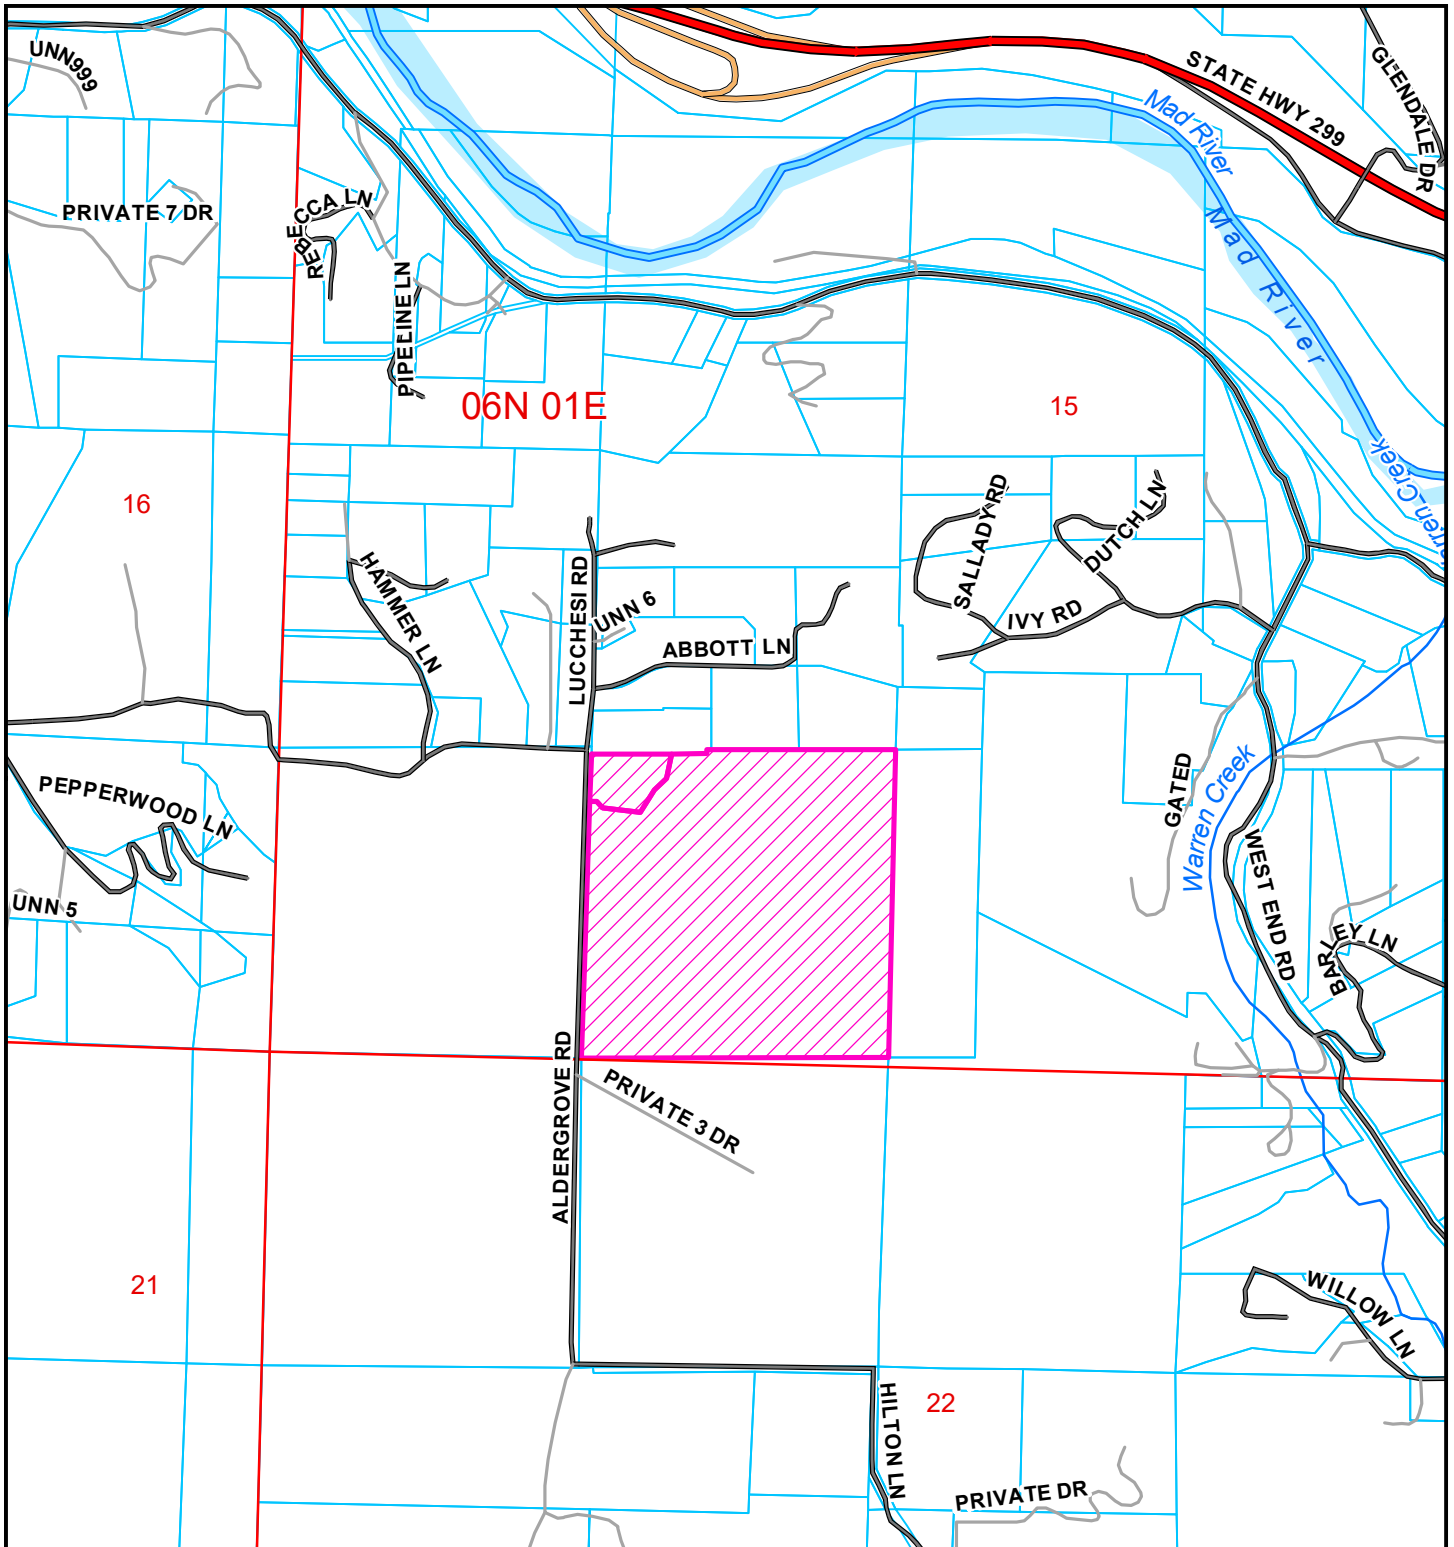 UNN999
STATE HWY 299
GLENDALE DR
Mad River
REBECCA LN
PRIVATE 7 DR
Mad River
PIPELINE LN
06N 01E
15
16
SALLADY RD
DUTCH LN
HAMMER LN
LUCCHESI RD
UNN 6
IVY RD
ABBOTT LN
PEPPERWOOD LN
GATED
Warren Creek
WEST END RD
UNN 5
BARLEY LN
ALDERGROVE RD
PRIVATE 3 DR
21
WILLOW LN
22
HILTON LN
PRIVATE DR